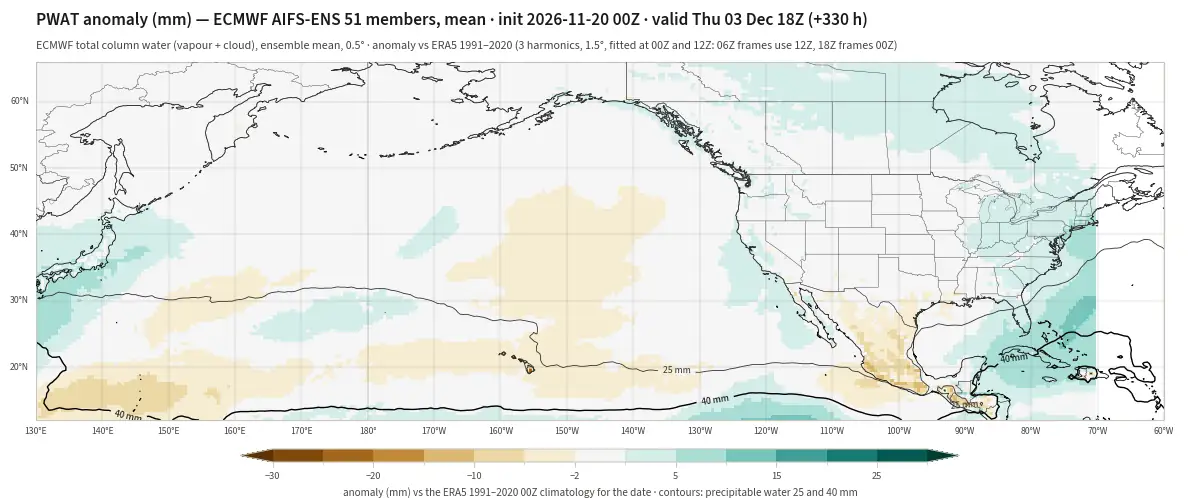 PWAT anomaly (mm) — ECMWF AIFS-ENS 51 members, mean · init 2026-11-20 00Z · valid Thu 03 Dec 18Z (+330 h)
ECMWF total column water (vapour + cloud), ensemble mean, 0.5° · anomaly vs ERA5 1991–2020 (3 harmonics, 1.5°, fitted at 00Z and 12Z: 06Z frames use 12Z, 18Z frames 00Z)
60°N
50°N
40°N
30°N
20°N
40 mm
25 mm
40 mm
40 mm
25 mm
130°E 140°E 150°E 160°E 170°E 180° 170°W 160°W 150°W 140°W 130°W 120°W 110°W 100°W 90°W 80°W 70°W 60°W
−30 −20 −10 −2 5 15 25
anomaly (mm) vs the ERA5 1991–2020 00Z climatology for the date · contours: precipitable water 25 and 40 mm